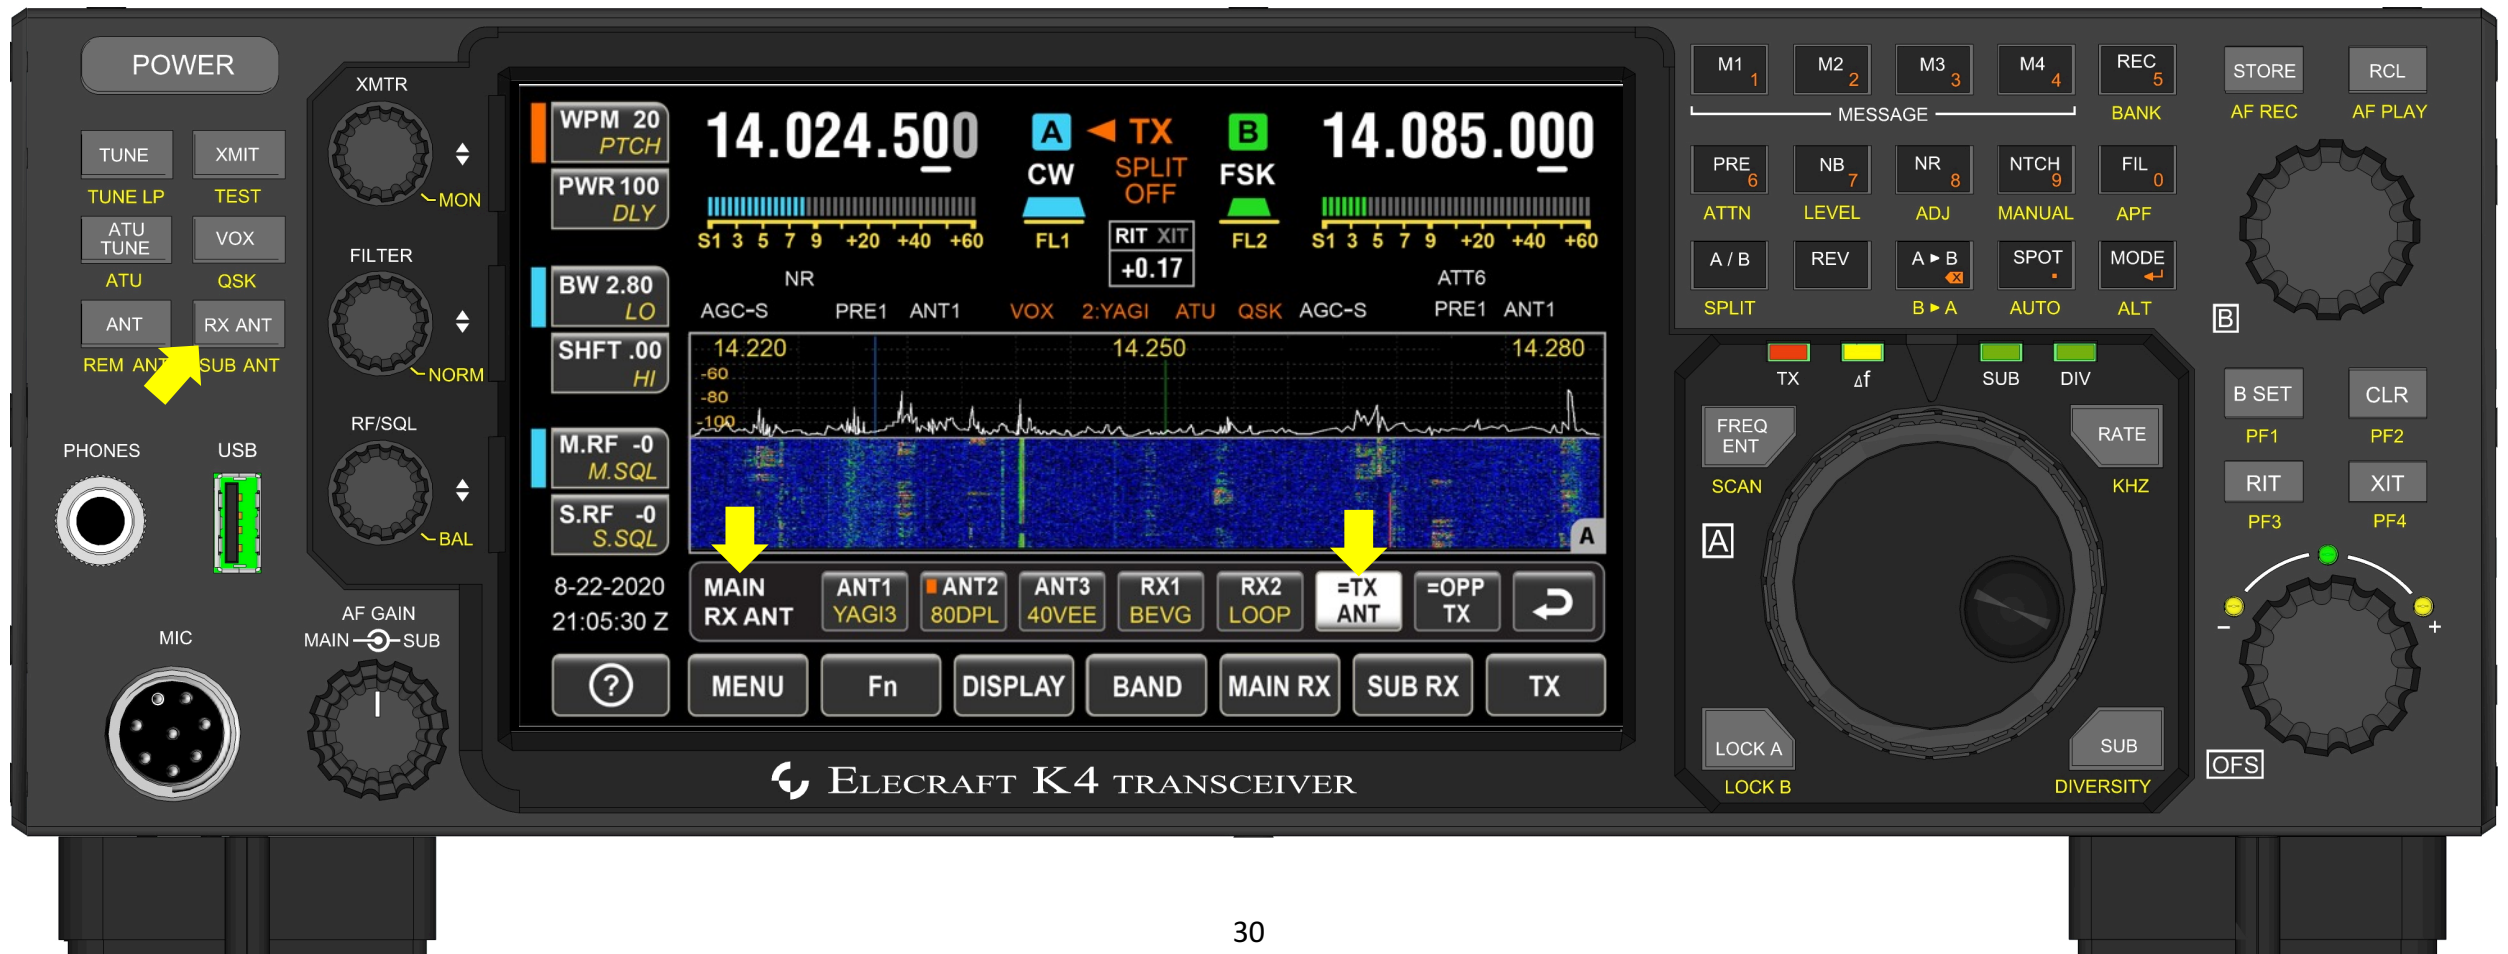 POWER
TUNE
XMIT
TUNE LP
TEST
ATU
TUNE
VOX
ATU
QSK
ANT
RX ANT
REM ANT
SUB ANT
PHONES
USB
MIC
XMTR
MON
FILTER
NORM
RF/SQL
BAL
AF GAIN
MAIN
SUB
WPM 20
PTCH
PWR 100
DLY
BW 2.80
LO
SHFT .00
HI
M.RF -0
M.SQL
S.RF -0
S.SQL
8-22-2020
21:05:30 Z
14.024.500
A
TX
B
14.085.000
CW
SPLIT
OFF
FSK
S1 3 5 7 9 +20 +40 +60
FL1
RIT XIT
+0.17
FL2
S1 3 5 7 9 +20 +40 +60
NR
ATT6
AGC-S
PRE1
ANT1
VOX
2:YAGI
ATU
QSK
AGC-S
PRE1
ANT1
14.220
14.250
14.280
-60
-80
-100
A
MAIN
RX ANT
ANT1
YAGI3
ANT2
80DPL
ANT3
40VEE
RX1
BEVG
RX2
LOOP
=TX
ANT
=OPP
TX
?
MENU
Fn
DISPLAY
BAND
MAIN RX
SUB RX
TX
ELECRAFT K4 TRANSCEIVER
M1 1
M2 2
M3 3
M4 4
REC 5
MESSAGE
BANK
PRE 6
NB 7
NR 8
NTCH 9
FIL 0
ATTN
LEVEL
ADJ
MANUAL
APF
A / B
REV
A ► B
SPOT .
MODE
SPLIT
B ► A
AUTO
ALT
STORE
RCL
AF REC
AF PLAY
B
TX
Δf
SUB
DIV
FREQ
ENT
RATE
SCAN
KHZ
A
LOCK A
SUB
LOCK B
DIVERSITY
B SET
CLR
PF1
PF2
RIT
XIT
PF3
PF4
-
+
OFS
30